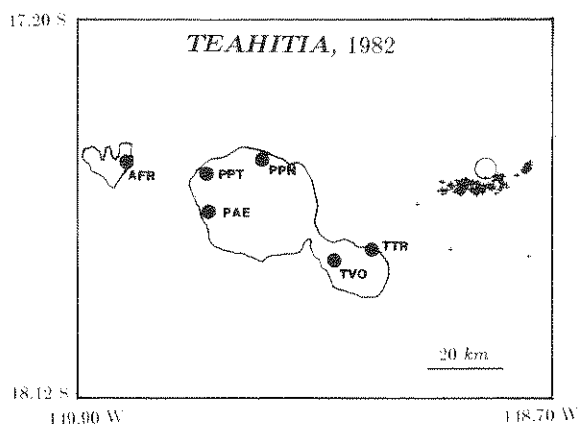 17.20 S
TEAHITIA, 1982
AFR
PPT
PPN
PAE
TTR
TVO
20 km
18.12 S
149.90 W
148.70 W